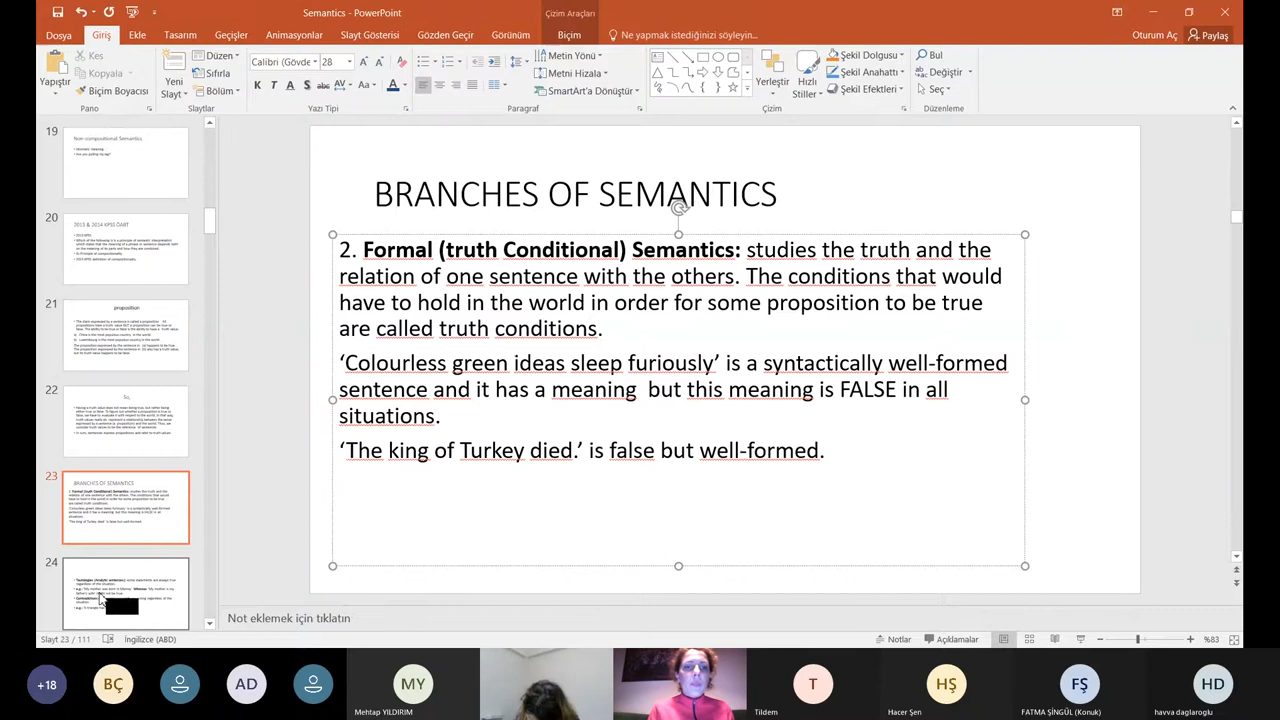 Semantics - PowerPoint
Çizim Araçları
Dosya
Giriş
Ekle
Tasarım
Geçişler
Animasyonlar
Slayt Gösterisi
Gözden Geçir
Görünüm
Biçim
Ne yapmak istediğinizi söyleyin...
Oturum Aç
Paylaş
Yapıştır
Kes
Kopyala
Biçim Boyacısı
Pano
Yeni
Slayt
Düzen
Sıfırla
Bölüm
Slaytlar
Calibri (Gövde)
28
Yazı Tipi
Metin Yönü
Metni Hizala
SmartArt'a Dönüştür
Paragraf
Yerleştir
Hızlı
Stiller
Şekil Dolgusu
Şekil Anahattı
Şekil Efektleri
Çizim
Bul
Değiştir
Seç
Düzenleme
19
Non-compositional Semantics
20
2013 & 2014 KPSS ÖABT
21
proposition
22
So,
23
BRANCHES OF SEMANTICS
24
BRANCHES OF SEMANTICS
2. Formal (truth Conditional) Semantics: studies the truth and the
relation of one sentence with the others. The conditions that would
have to hold in the world in order for some proposition to be true
are called truth conditions.
‘Colourless green ideas sleep furiously’ is a syntactically well-formed
sentence and it has a meaning but this meaning is FALSE in all
situations.
‘The king of Turkey died.’ is false but well-formed.
Not eklemek için tıklatın
Slayt 23 / 111
İngilizce (ABD)
Notlar
Açıklamalar
%83
+18
BÇ
AD
MY
Mehtap YILDIRIM
T
Tildem
HŞ
Hacer Şen
FŞ
FATMA ŞİNGÜL (Konuk)
HD
havva daglaroglu